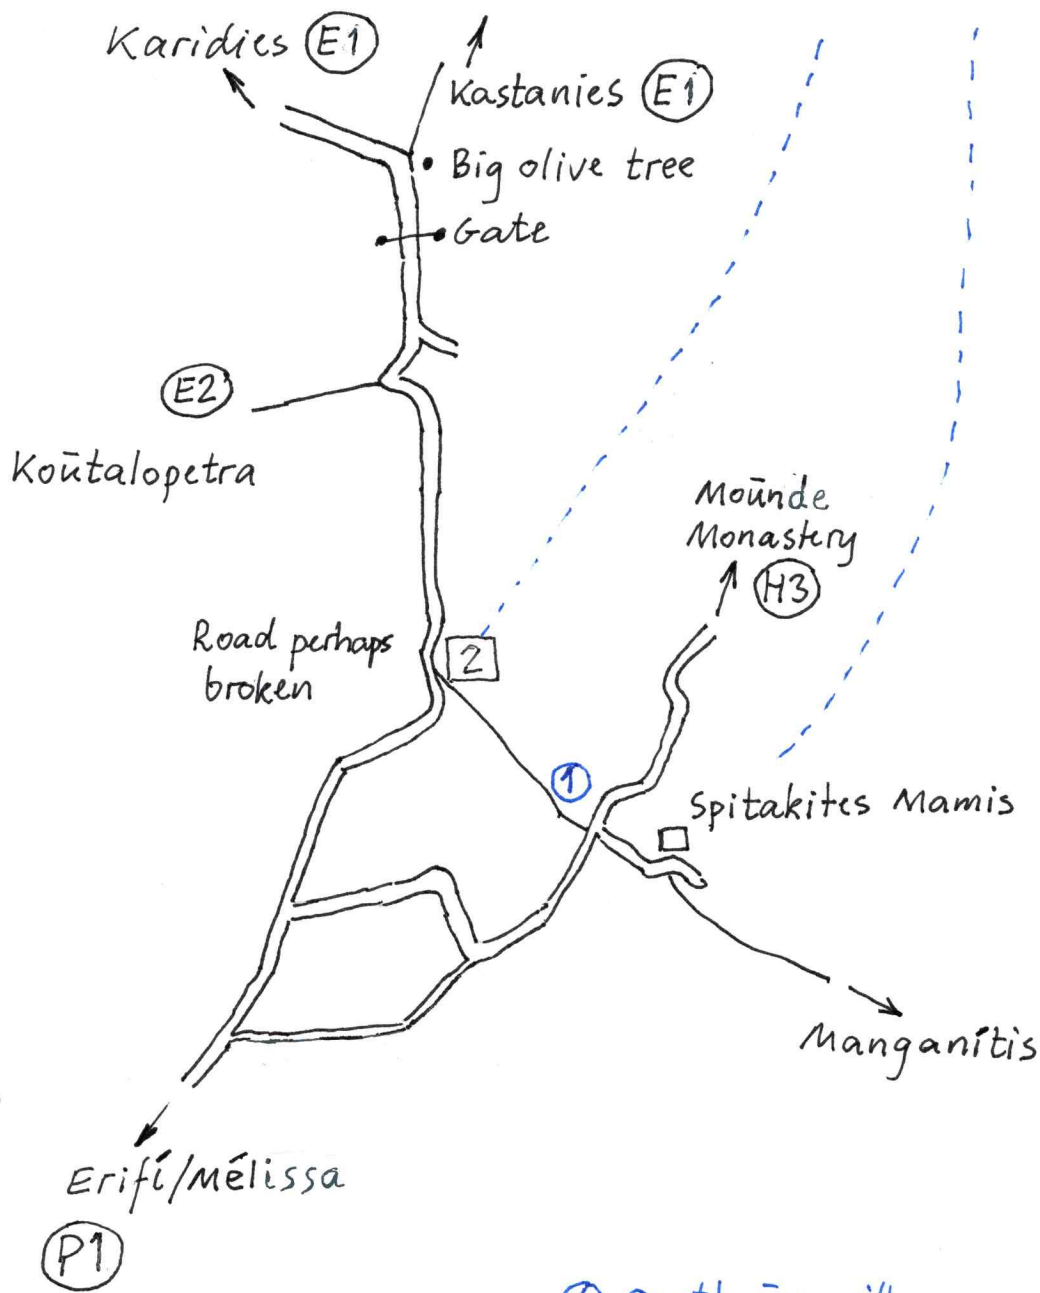 Karidies E1
Kastanies E1
Big olive tree
Gate
E2
Koūtalopetra
Moūnde
Monastery
H3
Road perhaps
broken
2
1
Spitakites Mamis
Manganítis
Erifí/Mélissa
P1
1